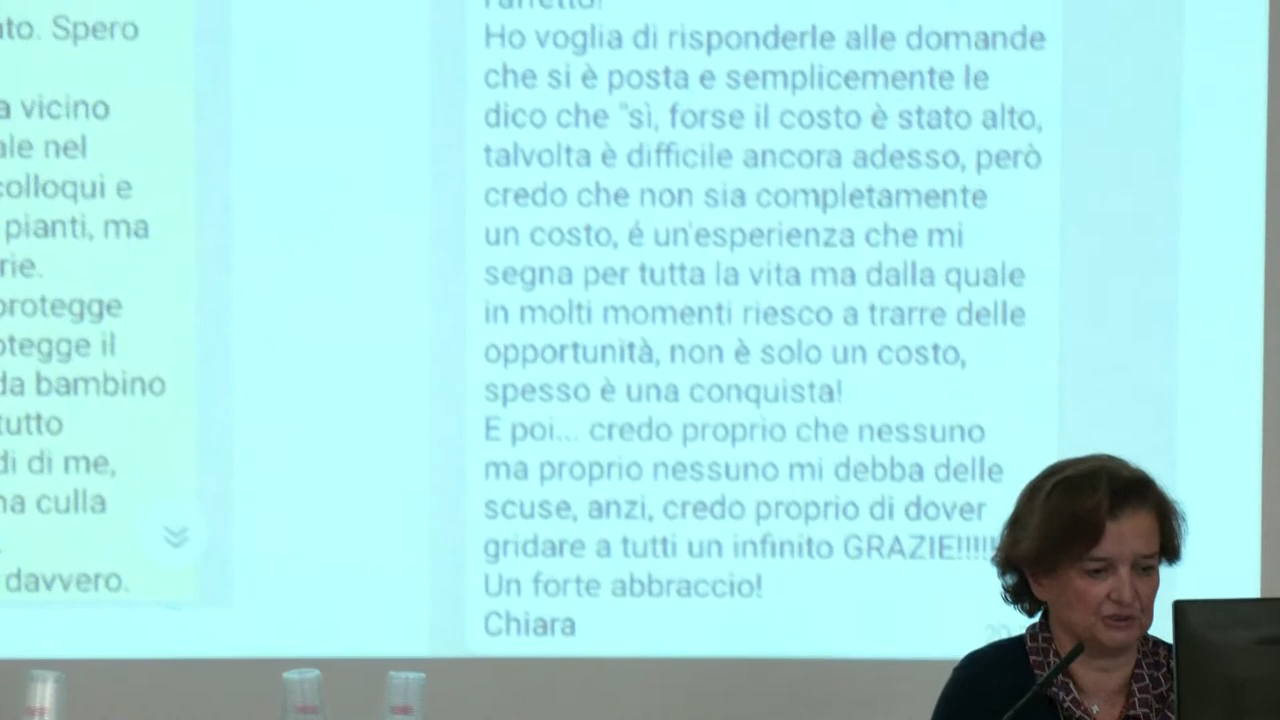 to. Spero
a vicino
ale nel
colloqui e
pianti, ma
rie.
protegge
otegge il
da bambino
tutto
di di me,
na culla
davvero.
l'affetto!
Ho voglia di risponderle alle domande
che si è posta e semplicemente le
dico che "sì, forse il costo è stato alto,
talvolta è difficile ancora adesso, però
credo che non sia completamente
un costo, é un'esperienza che mi
segna per tutta la vita ma dalla quale
in molti momenti riesco a trarre delle
opportunità, non è solo un costo,
spesso è una conquista!
E poi... credo proprio che nessuno
ma proprio nessuno mi debba delle
scuse, anzi, credo proprio di dover
gridare a tutti un infinito GRAZIE!!!!!
Un forte abbraccio!
Chiara